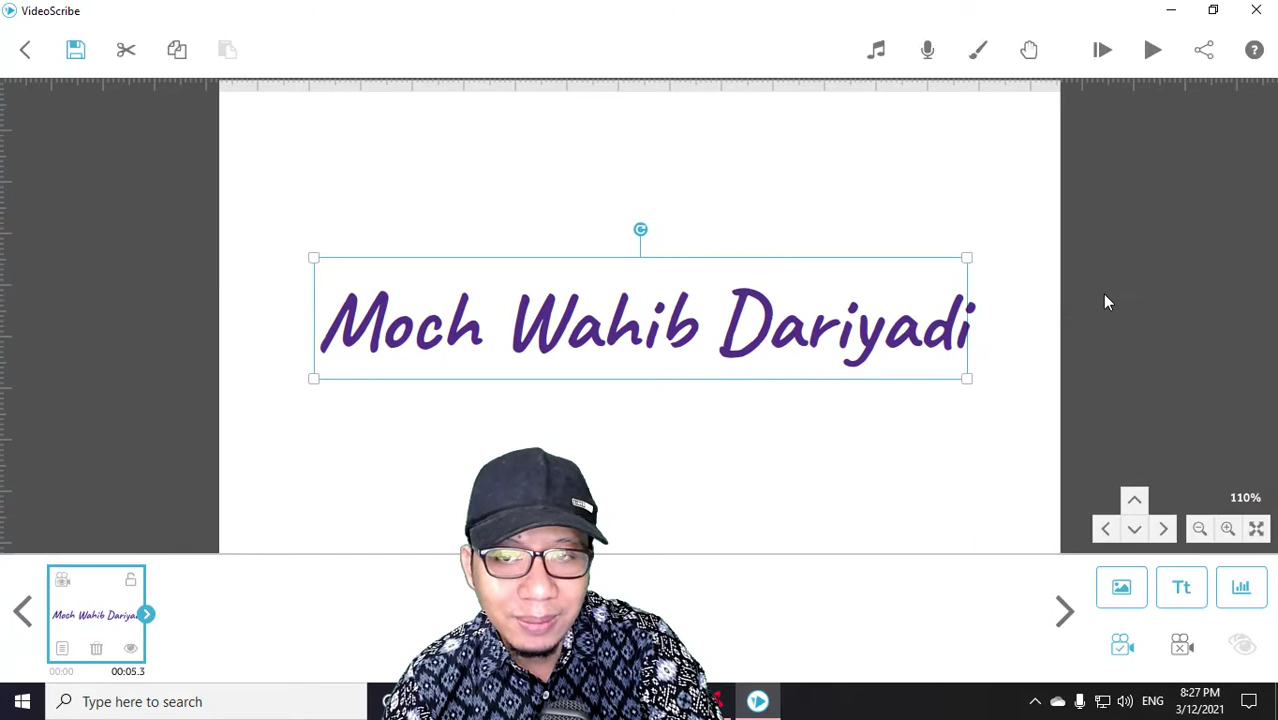 VideoScribe
Moch Wahib Dariyadi
110%
Moch Wahib Dariya
Tt
00:00
00:05.3
Type here to search
ENG
8:27 PM
3/12/2021